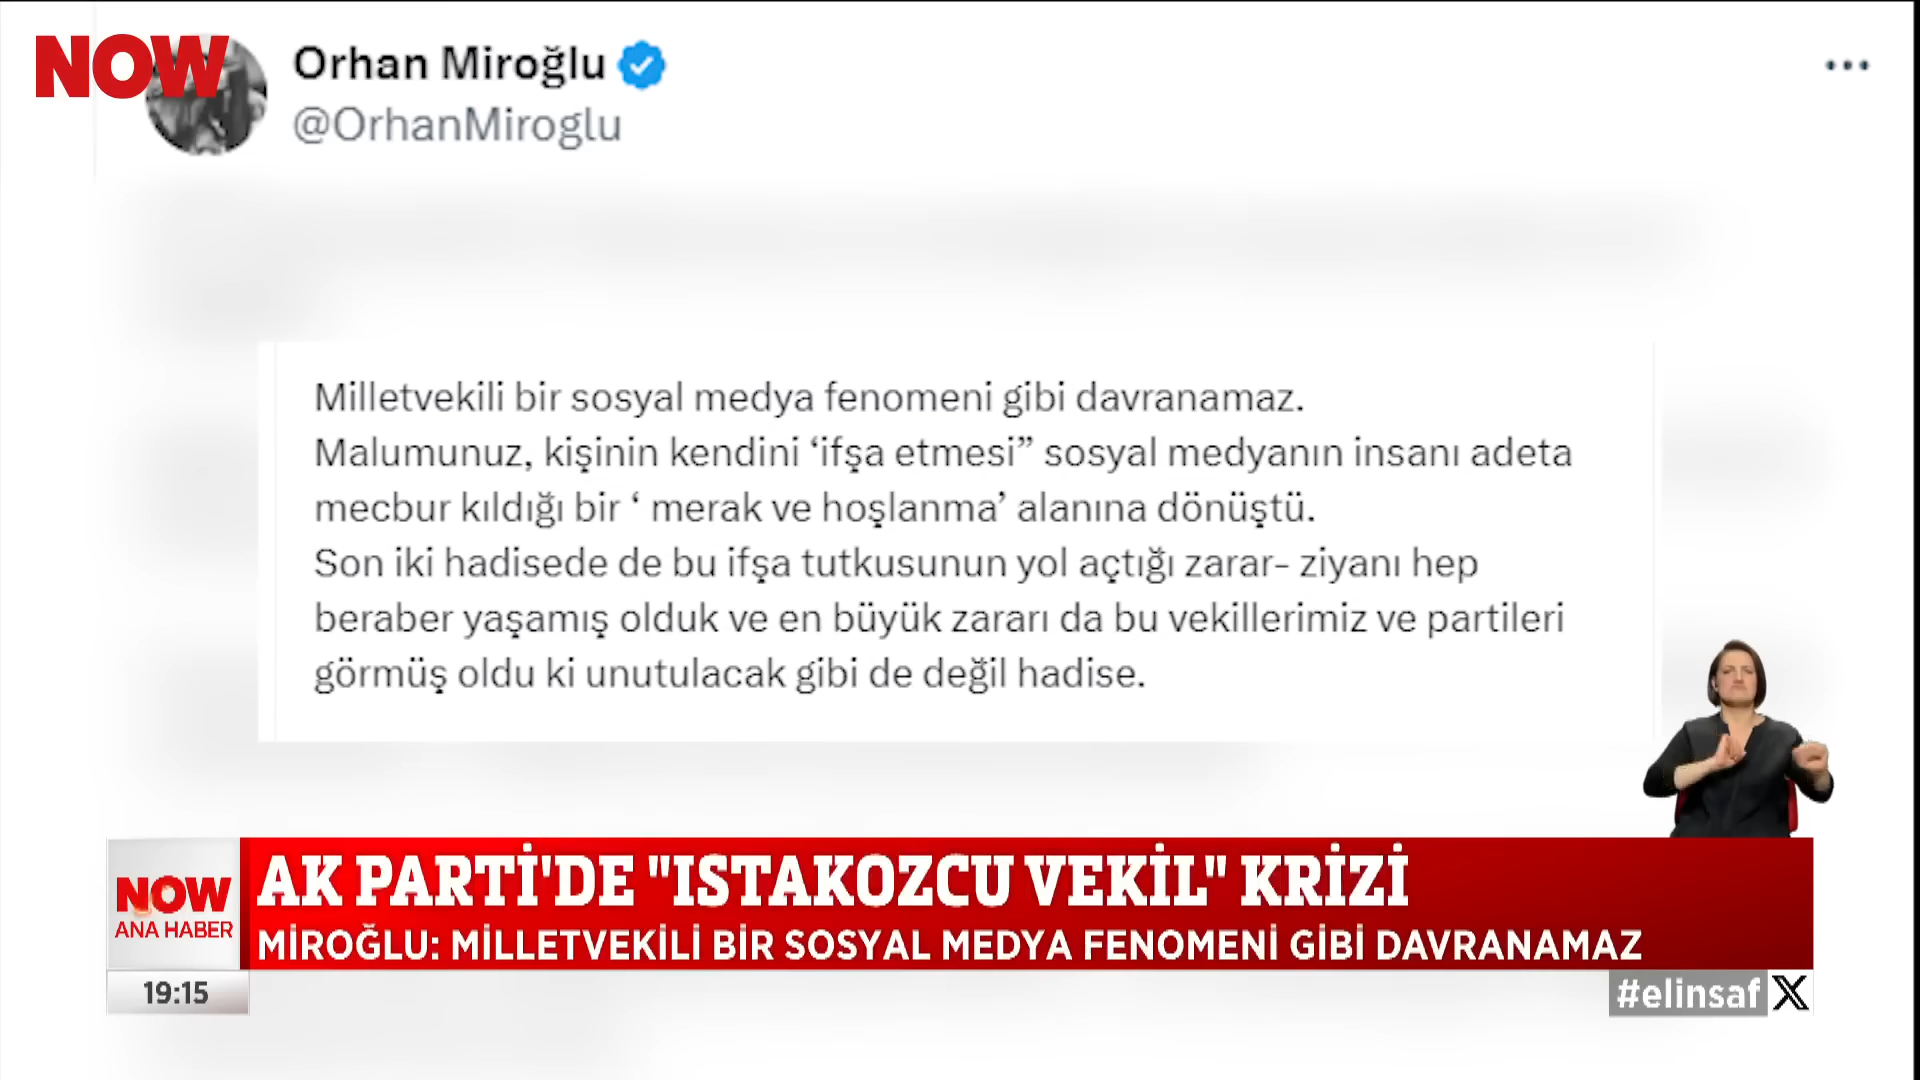 NOW
Orhan Miroğlu
@OrhanMiroglu
Milletvekili bir sosyal medya fenomeni gibi davranamaz.
Malumunuz, kişinin kendini ‘ifşa etmesi” sosyal medyanın insanı adeta
mecbur kıldığı bir ‘ merak ve hoşlanma’ alanına dönüştü.
Son iki hadisede de bu ifşa tutkusunun yol açtığı zarar- ziyanı hep
beraber yaşamış olduk ve en büyük zararı da bu vekillerimiz ve partileri
görmüş oldu ki unutulacak gibi de değil hadise.
NOW
ANA HABER
AK PARTİ'DE "ISTAKOZCU VEKİL" KRİZİ
MİROĞLU: MİLLETVEKİLİ BİR SOSYAL MEDYA FENOMENİ GİBİ DAVRANAMAZ
19:15
#elinsaf X